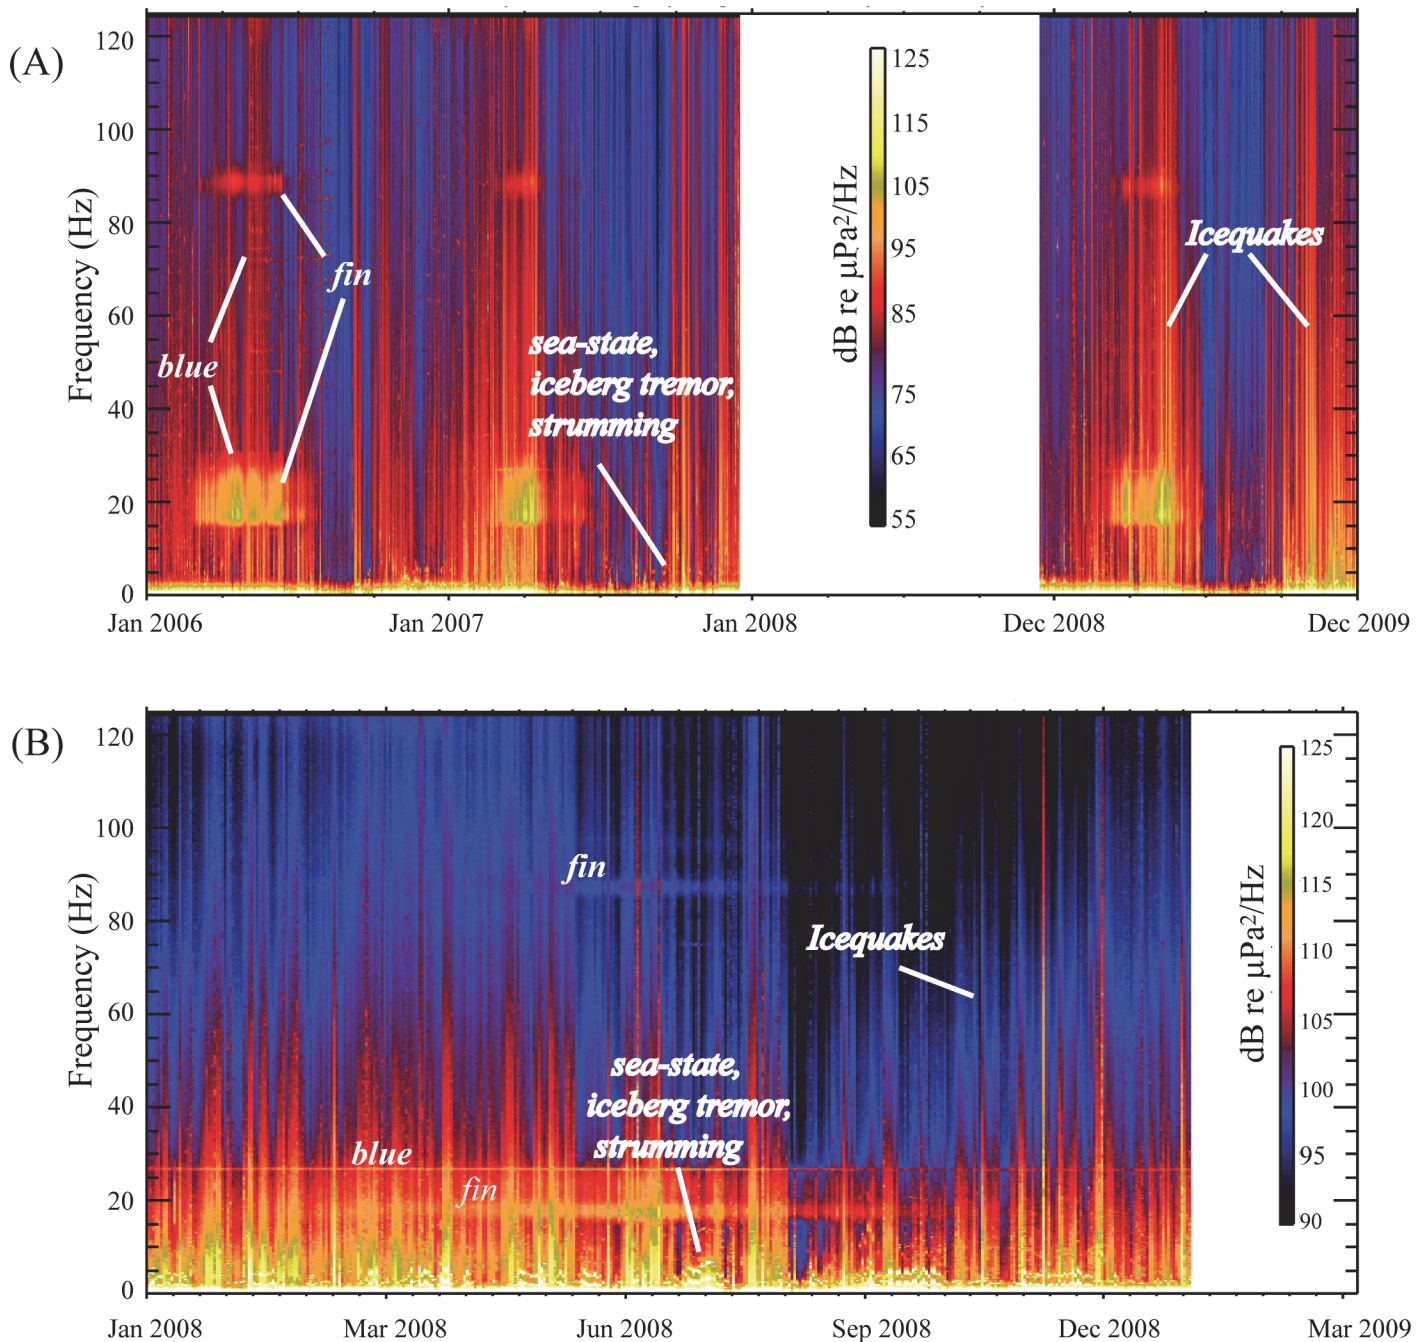 (A)
120
100
80
60
40
20
0
Frequency (Hz)
fin
blue
sea-state,
iceberg tremor,
strumming
Icequakes
125
115
105
95
85
75
65
55
dB re μPa²/Hz
Jan 2006
Jan 2007
Jan 2008
Dec 2008
Dec 2009
(B)
120
100
80
60
40
20
0
Frequency (Hz)
fin
Icequakes
sea-state,
iceberg tremor,
strumming
blue
fin
125
120
115
110
105
100
95
90
dB re μPa²/Hz
Jan 2008
Mar 2008
Jun 2008
Sep 2008
Dec 2008
Mar 2009